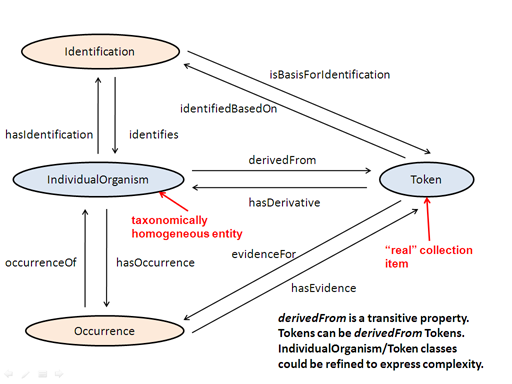 Identification
isBasisForIdentification
identifiedBasedOn
hasIdentification
identifies
derivedFrom
IndividualOrganism
Token
hasDerivative
taxonomically
homogeneous entity
"real" collection
item
evidenceFor
occurrenceOf
hasOccurrence
hasEvidence
Occurrence
derivedFrom is a transitive property.
Tokens can be derivedFrom Tokens.
IndividualOrganism/Token classes
could be refined to express complexity.